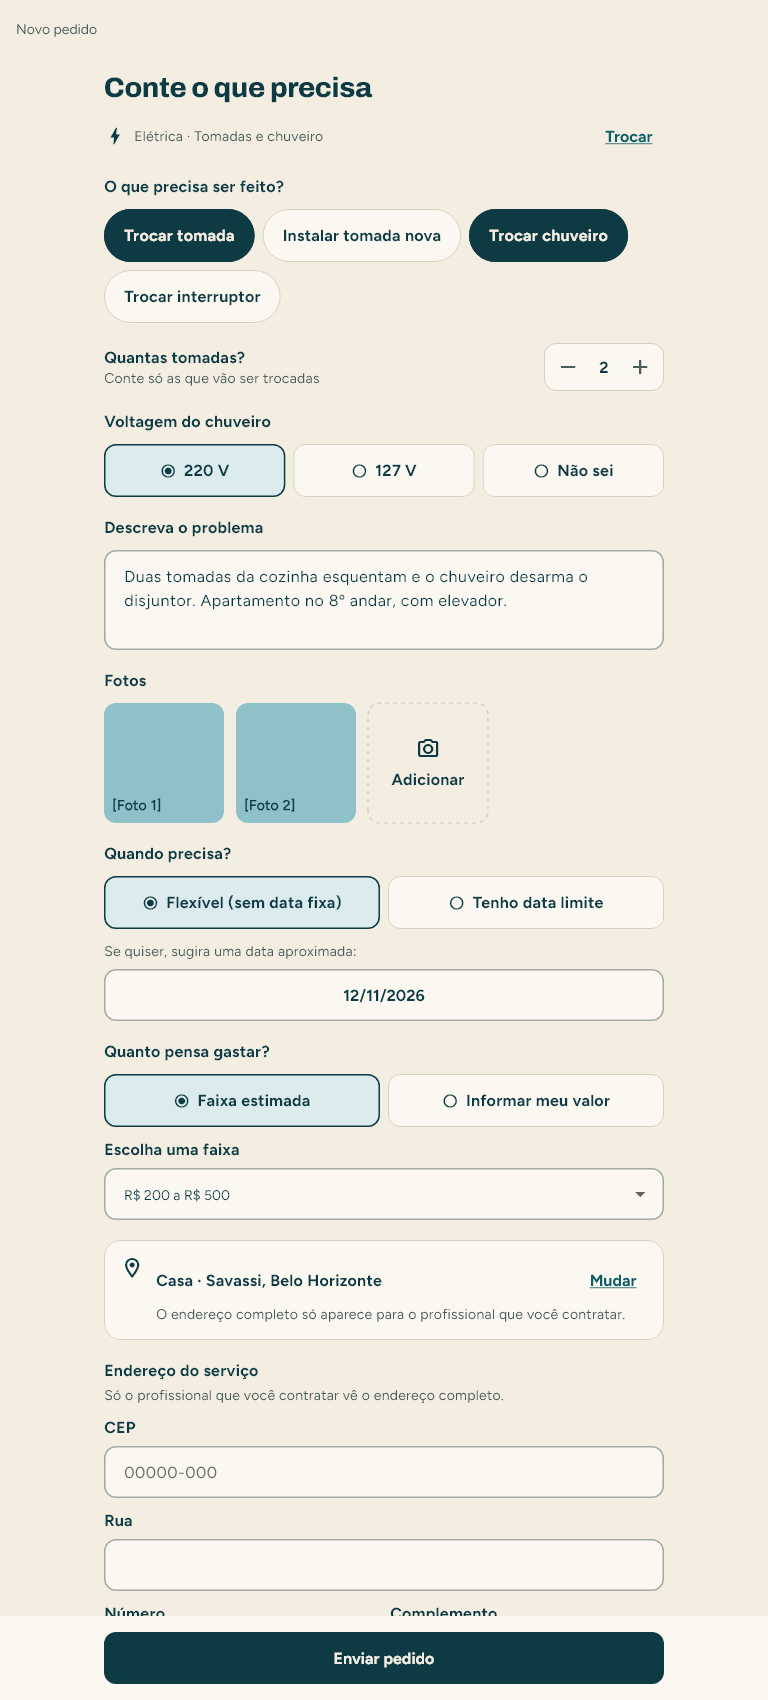 Novo pedido
Conte o que precisa
Elétrica · Tomadas e chuveiro
Trocar
O que precisa ser feito?
Trocar tomada
Instalar tomada nova
Trocar chuveiro
Trocar interruptor
Quantas tomadas?
Conte só as que vão ser trocadas
2
Voltagem do chuveiro
220 V
127 V
Não sei
Descreva o problema
Duas tomadas da cozinha esquentam e o chuveiro desarma o
disjuntor. Apartamento no 8º andar, com elevador.
Fotos
[Foto 1]
[Foto 2]
Adicionar
Quando precisa?
Flexível (sem data fixa)
Tenho data limite
Se quiser, sugira uma data aproximada:
12/11/2026
Quanto pensa gastar?
Faixa estimada
Informar meu valor
Escolha uma faixa
R$ 200 a R$ 500
Casa · Savassi, Belo Horizonte
Mudar
O endereço completo só aparece para o profissional que você contratar.
Endereço do serviço
Só o profissional que você contratar vê o endereço completo.
CEP
00000-000
Rua
Número
Complemento
Enviar pedido